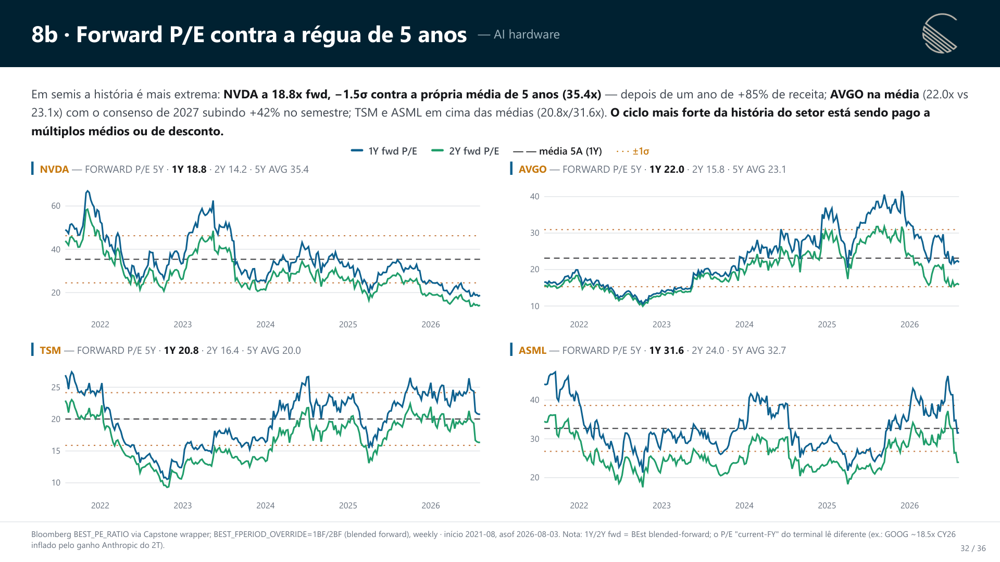 8b · Forward P/E contra a régua de 5 anos — AI hardware
Em semis a história é mais extrema: NVDA a 18.8x fwd, −1.5σ contra a própria média de 5 anos (35.4x) — depois de um ano de +85% de receita; AVGO na média (22.0x vs
23.1x) com o consenso de 2027 subindo +42% no semestre; TSM e ASML em cima das médias (20.8x/31.6x). O ciclo mais forte da história do setor está sendo pago a
múltiplos médios ou de desconto.
1Y fwd P/E 2Y fwd P/E — — média 5A (1Y) · · · ±1σ
NVDA — FORWARD P/E 5Y · 1Y 18.8 · 2Y 14.2 · 5Y AVG 35.4
60
40
20
2022 2023 2024 2025 2026
AVGO — FORWARD P/E 5Y · 1Y 22.0 · 2Y 15.8 · 5Y AVG 23.1
40
30
20
10
2022 2023 2024 2025 2026
TSM — FORWARD P/E 5Y · 1Y 20.8 · 2Y 16.4 · 5Y AVG 20.0
25
20
15
10
2022 2023 2024 2025 2026
ASML — FORWARD P/E 5Y · 1Y 31.6 · 2Y 24.0 · 5Y AVG 32.7
40
30
20
2022 2023 2024 2025 2026
Bloomberg BEST_PE_RATIO via Capstone wrapper; BEST_FPERIOD_OVERRIDE=1BF/2BF (blended forward), weekly · início 2021-08, asof 2026-08-03. Nota: 1Y/2Y fwd = BEst blended-forward; o P/E "current-FY" do terminal lê diferente (ex.: GOOG ~18.5x CY26
inflado pelo ganho Anthropic do 2T).
32 / 36